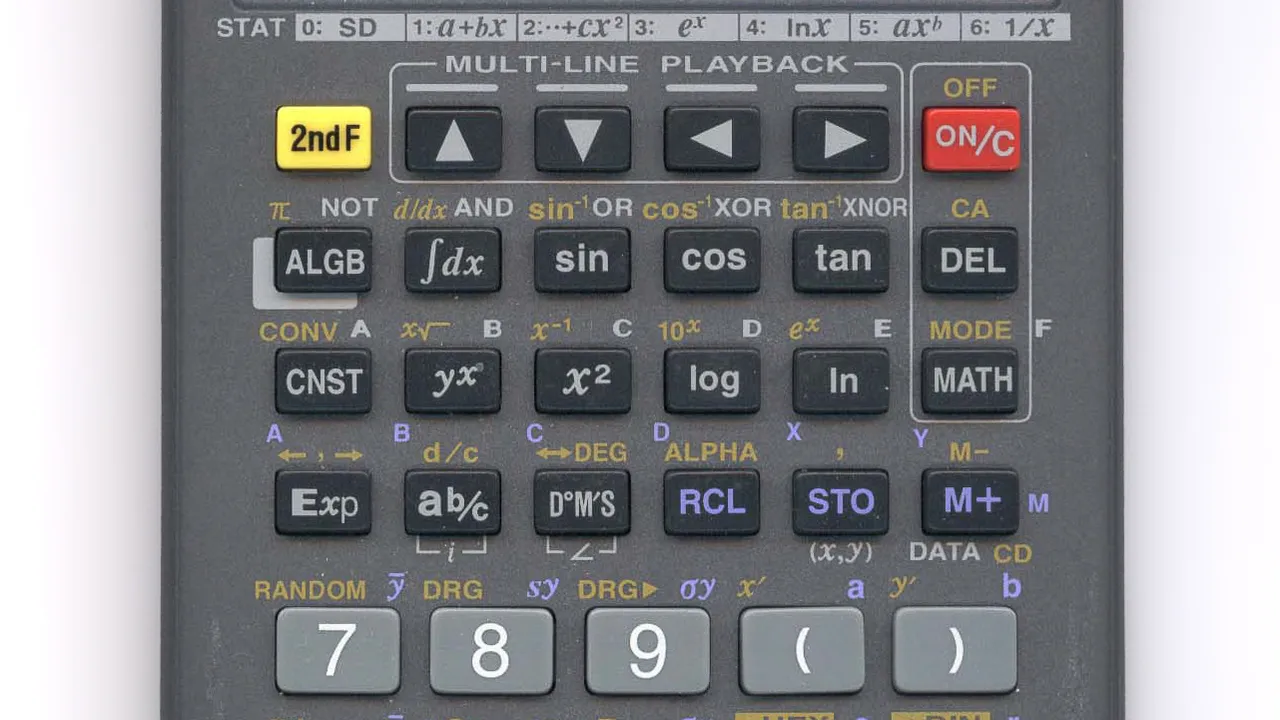 STAT 0: SD 1: a+bx 2:··+cx² 3: eˣ 4: lnx 5: axᵇ 6: 1/x
MULTI-LINE PLAYBACK
OFF
2ndF ▲ ▼ ◀ ▶ ON/C
π NOT d/dx AND sin⁻¹ OR cos⁻¹ XOR tan⁻¹ XNOR CA
ALGB ∫dx sin cos tan DEL
CONV A ˣ√‾ B x⁻¹ C 10ˣ D eˣ E MODE F
CNST yˣ x² log ln MATH
A B C D X Y
←,→ d/c ↔DEG ALPHA , M−
Exp ab/c D°M′S RCL STO M+ M
i ∠ (x,y) DATA CD
RANDOM y̅ DRG sy DRG▶ σy x′ a y′ b
7 8 9 ( )